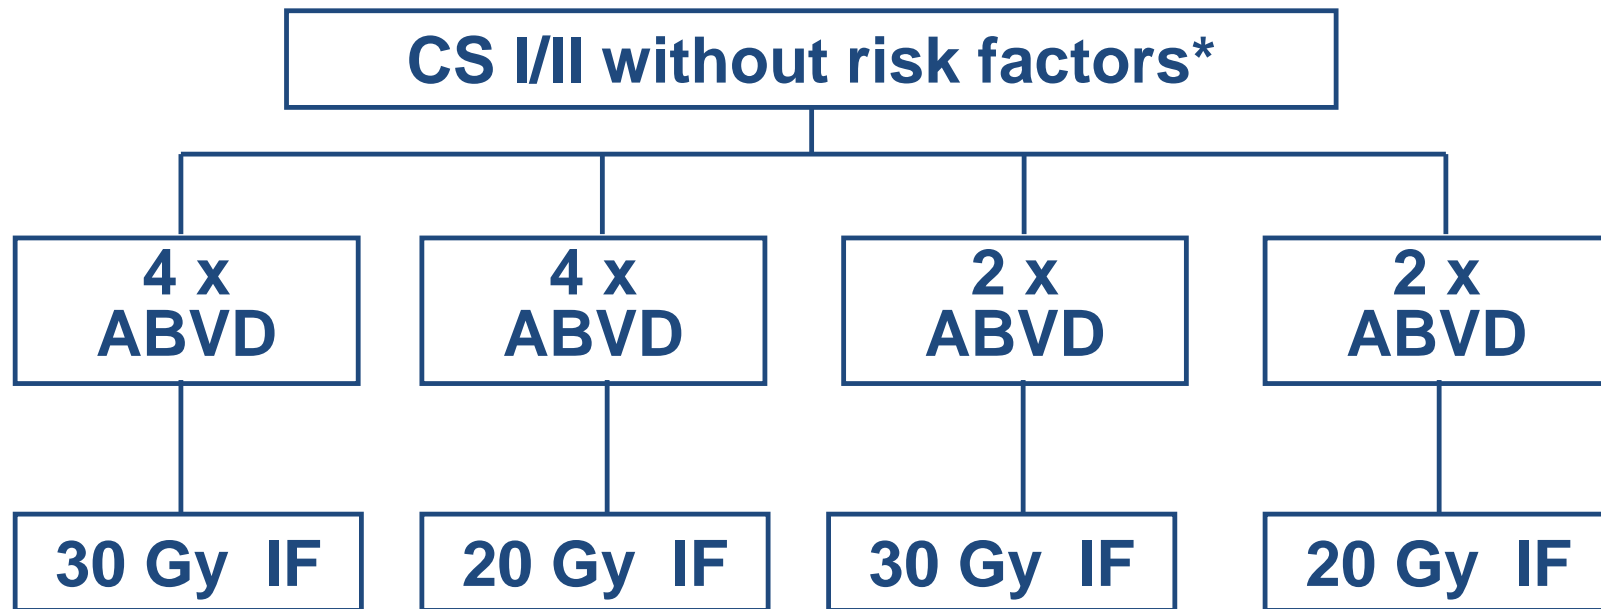 CS I/II without risk factors*
4 x
ABVD
4 x
ABVD
2 x
ABVD
2 x
ABVD
30 Gy IF
20 Gy IF
30 Gy IF
20 Gy IF